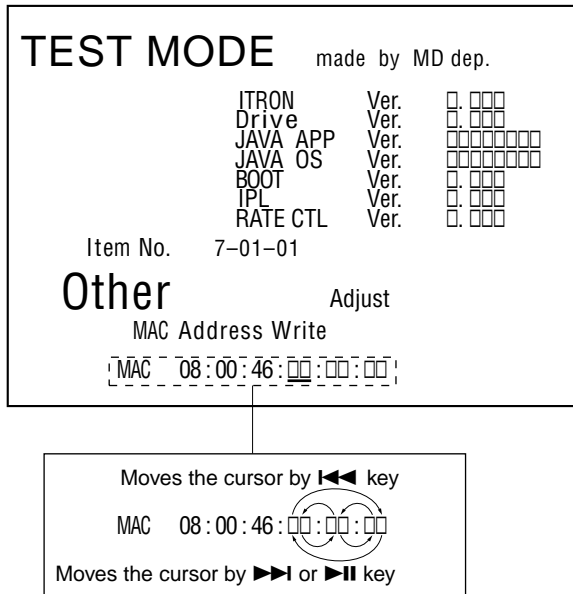 TEST MODE made by MD dep.
ITRON Ver. □. □□□
Drive Ver. □. □□□
JAVA APP Ver. □□□□□□□□
JAVA OS Ver. □□□□□□□□
BOOT Ver. □. □□□
IPL Ver. □. □□□
RATE CTL Ver. □. □□□
Item No. 7–01–01
Other Adjust
MAC Address Write
MAC 08:00:46:□□:□□:□□
Moves the cursor by ⏮ key
MAC 08:00:46:□□:□□:□□
Moves the cursor by ⏭ or ⏯ key